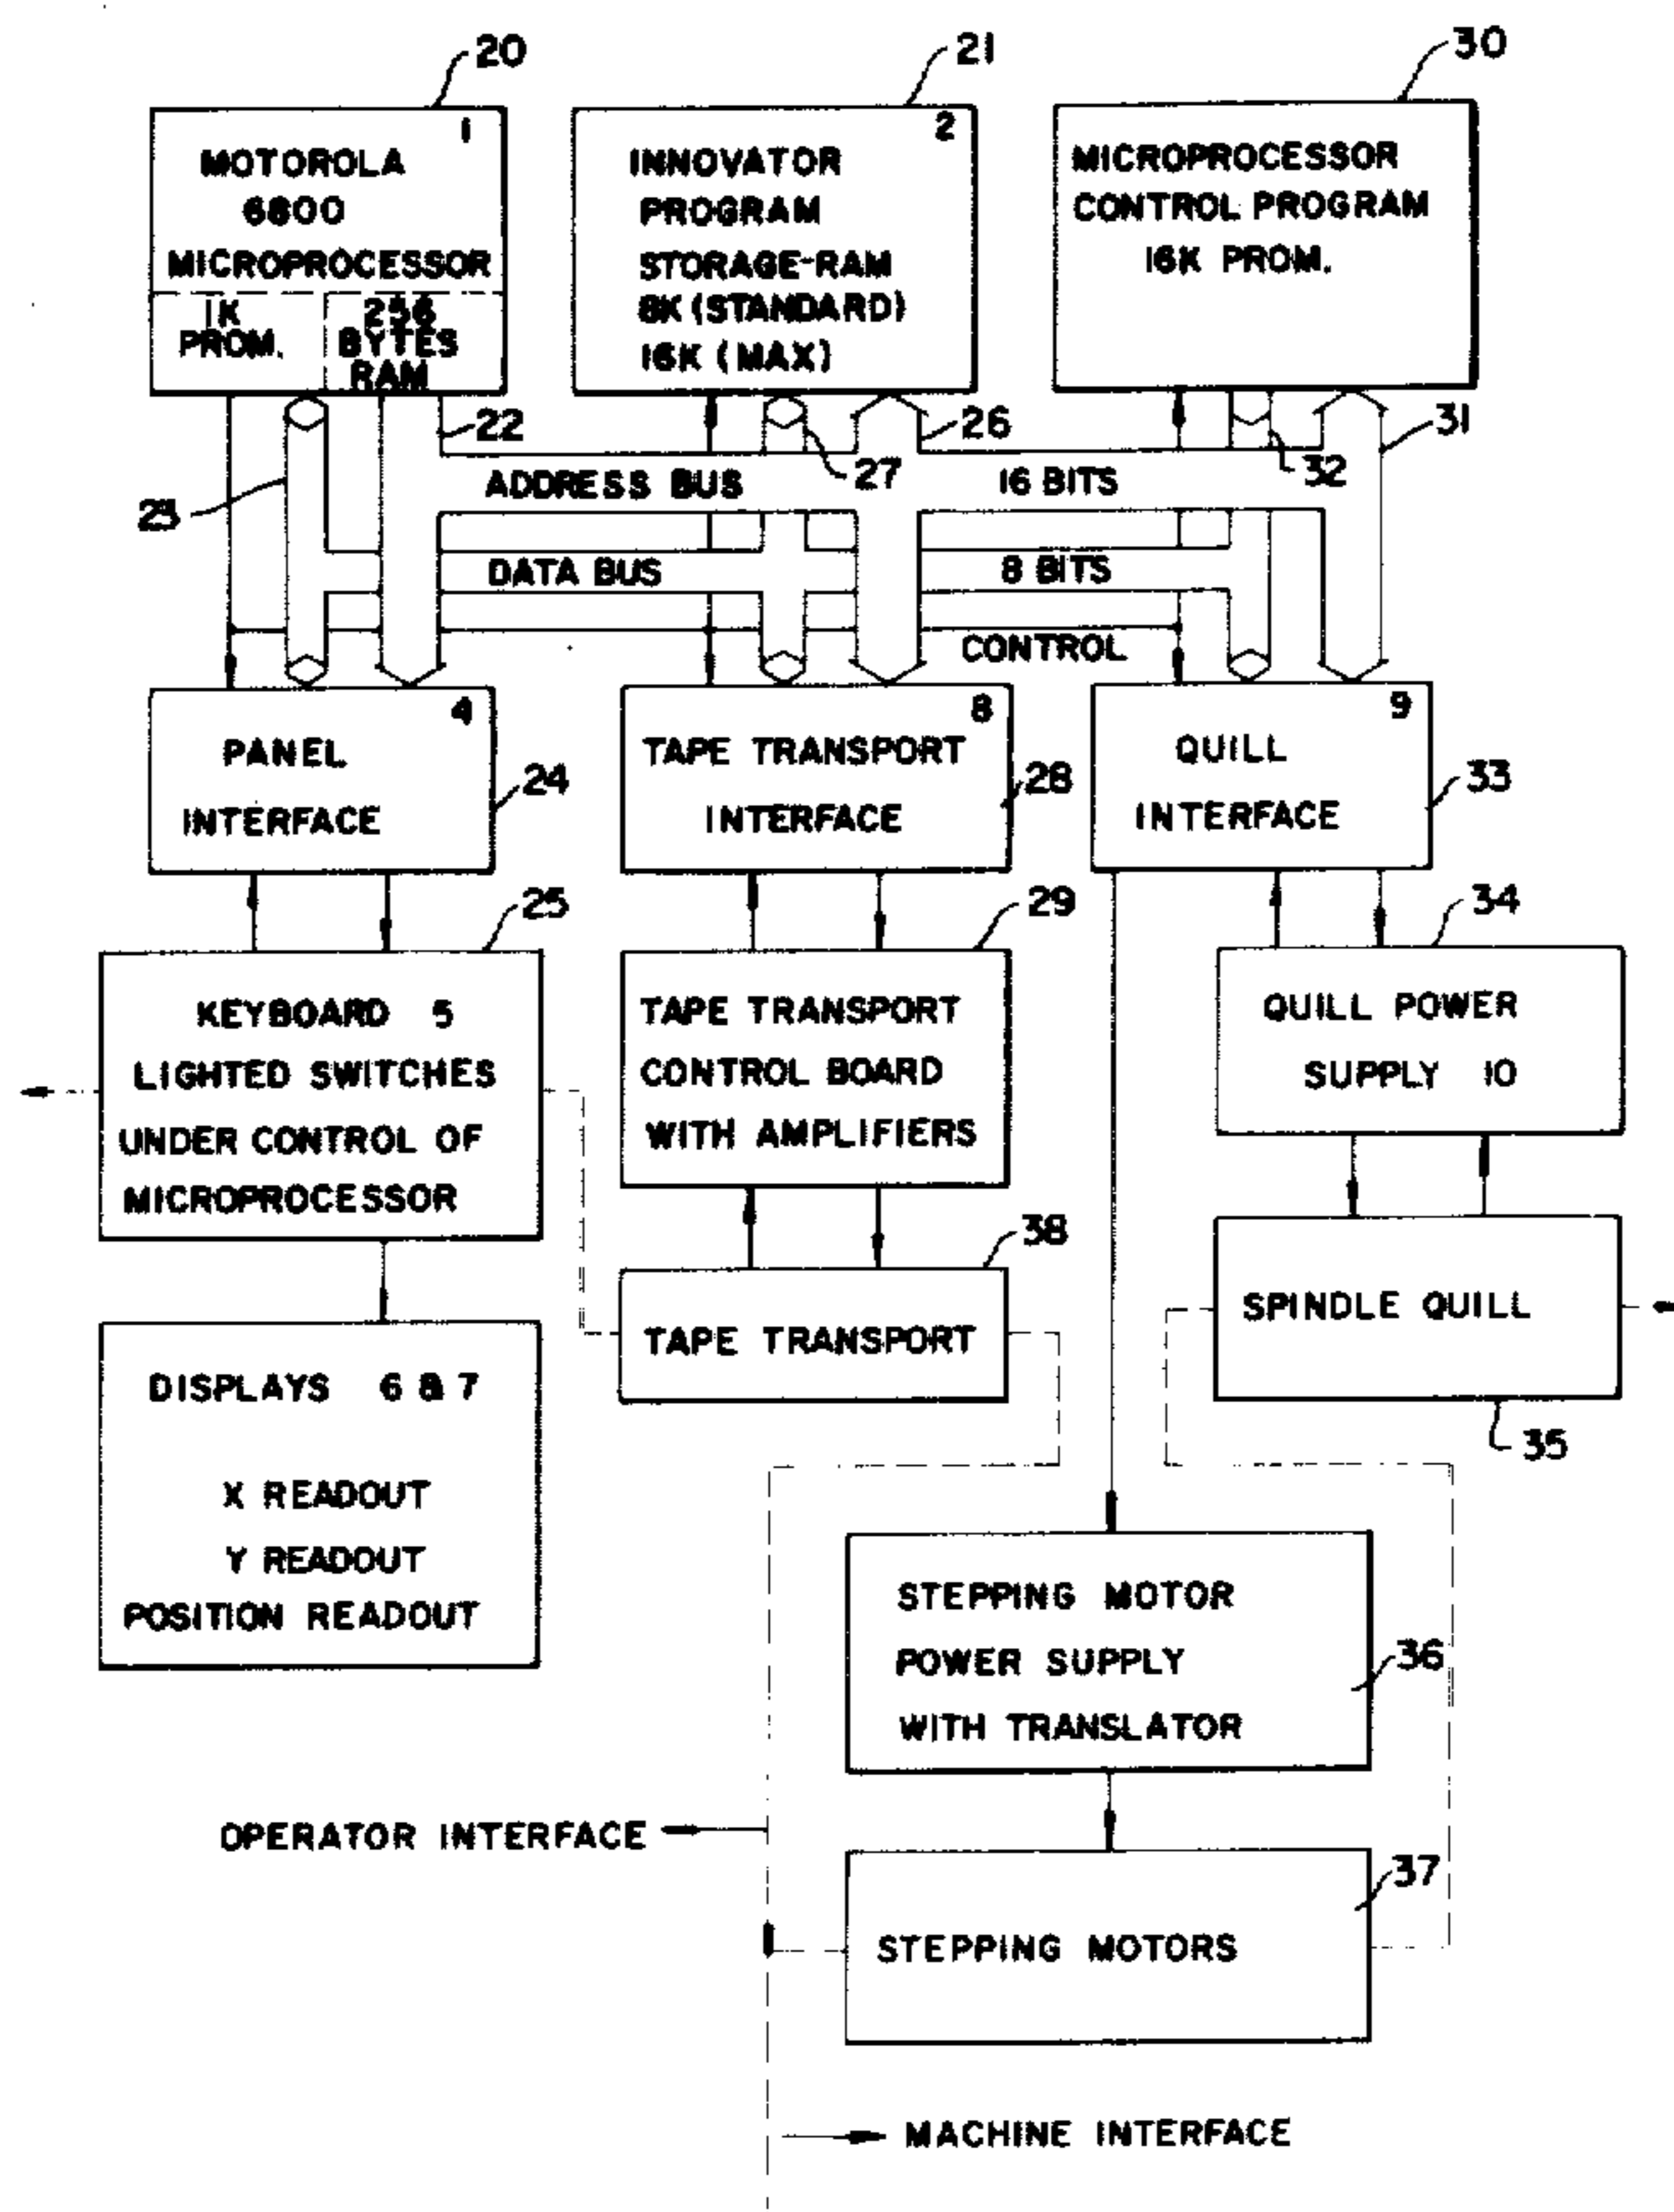 20
21
30
1
MOTOROLA
6800
MICROPROCESSOR
1K
PROM.
256
BYTES
RAM
2
INNOVATOR
PROGRAM
STORAGE-RAM
8K (STANDARD)
16K (MAX)
MICROPROCESSOR
CONTROL PROGRAM
16K PROM.
22
26
31
27
32
23
ADDRESS BUS
16 BITS
DATA BUS
8 BITS
CONTROL
4
PANEL
INTERFACE
24
8
TAPE TRANSPORT
INTERFACE
28
9
QUILL
INTERFACE
33
25
29
34
KEYBOARD 5
LIGHTED SWITCHES
UNDER CONTROL OF
MICROPROCESSOR
TAPE TRANSPORT
CONTROL BOARD
WITH AMPLIFIERS
QUILL POWER
SUPPLY 10
38
TAPE TRANSPORT
SPINDLE QUILL
35
DISPLAYS 6 & 7
X READOUT
Y READOUT
POSITION READOUT
STEPPING MOTOR
POWER SUPPLY
WITH TRANSLATOR
36
OPERATOR INTERFACE
37
STEPPING MOTORS
MACHINE INTERFACE